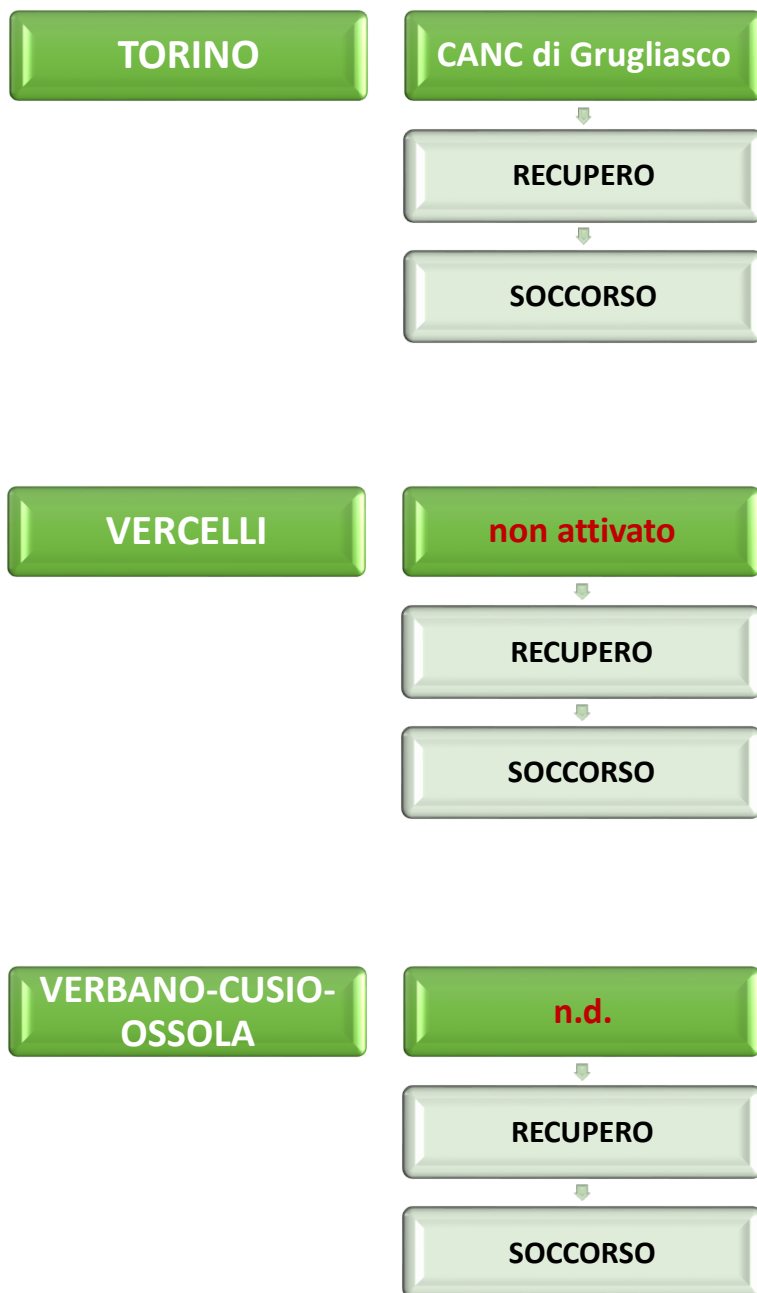 TORINO
CANC di Grugliasco
RECUPERO
SOCCORSO
VERCELLI
non attivato
RECUPERO
SOCCORSO
VERBANO-CUSIO-
OSSOLA
n.d.
RECUPERO
SOCCORSO